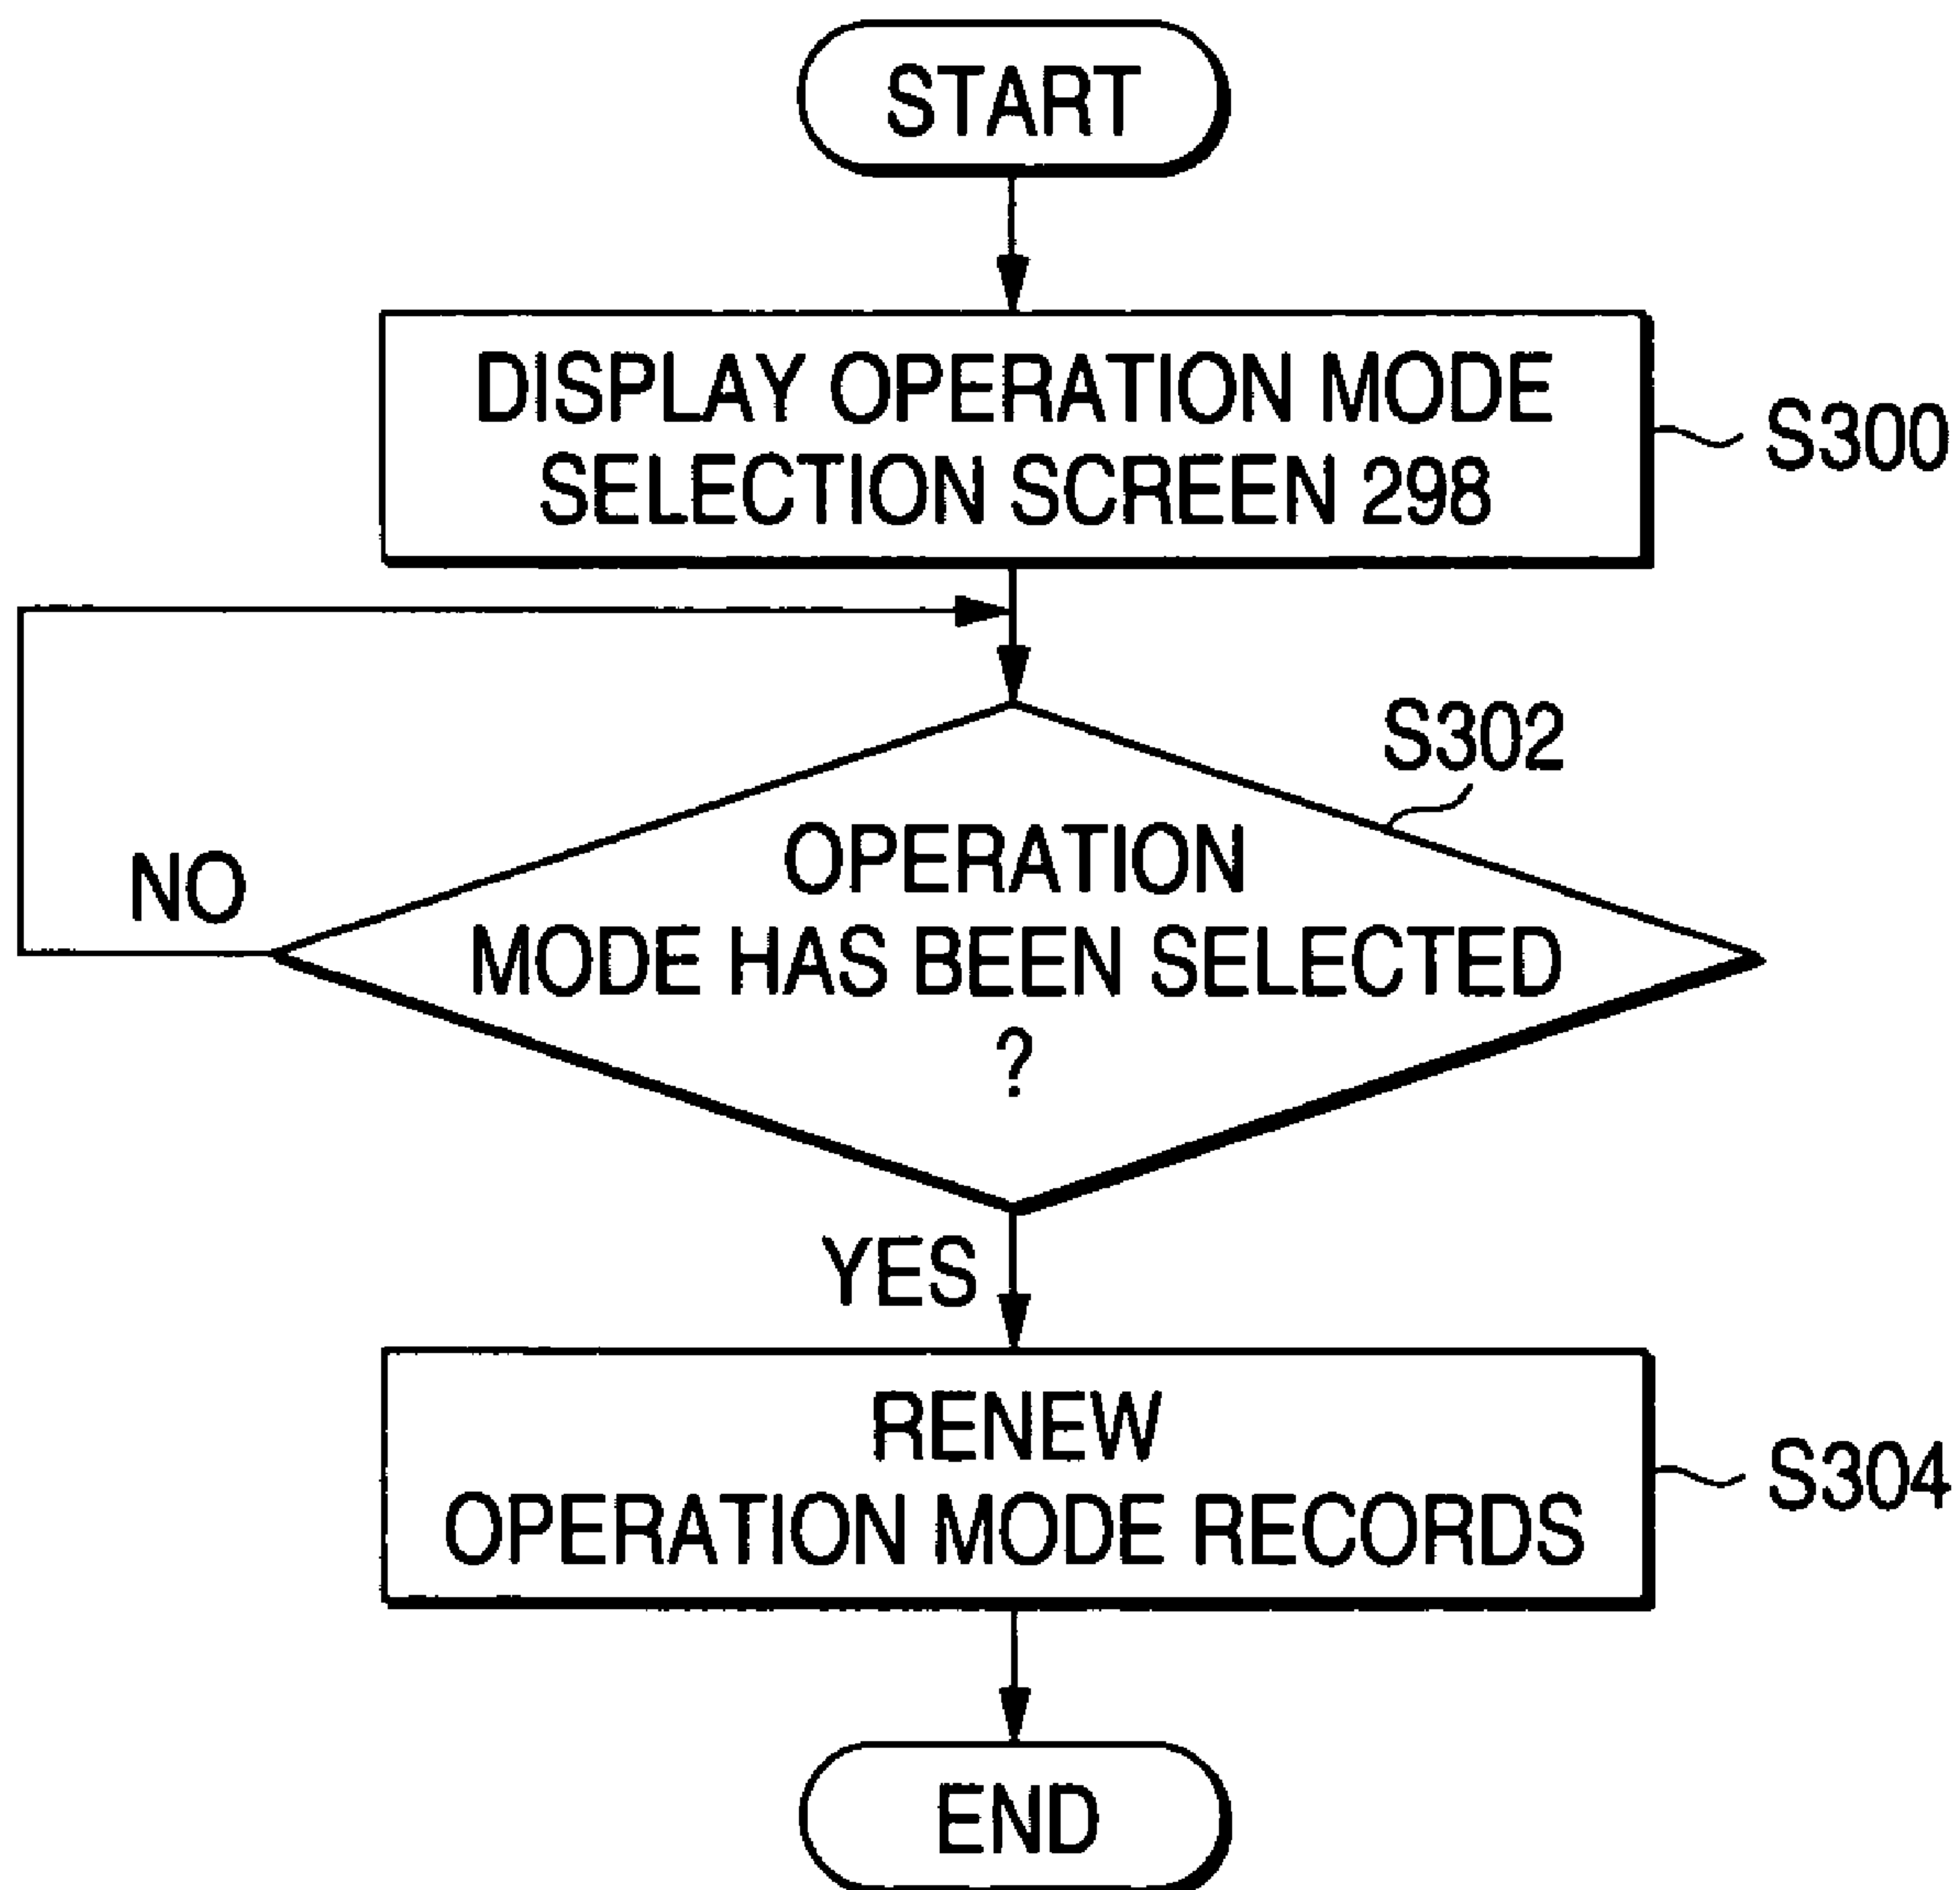 START
DISPLAY OPERATION MODE
SELECTION SCREEN 298
S300
S302
OPERATION
MODE HAS BEEN SELECTED
?
NO
YES
RENEW
OPERATION MODE RECORDS
S304
END